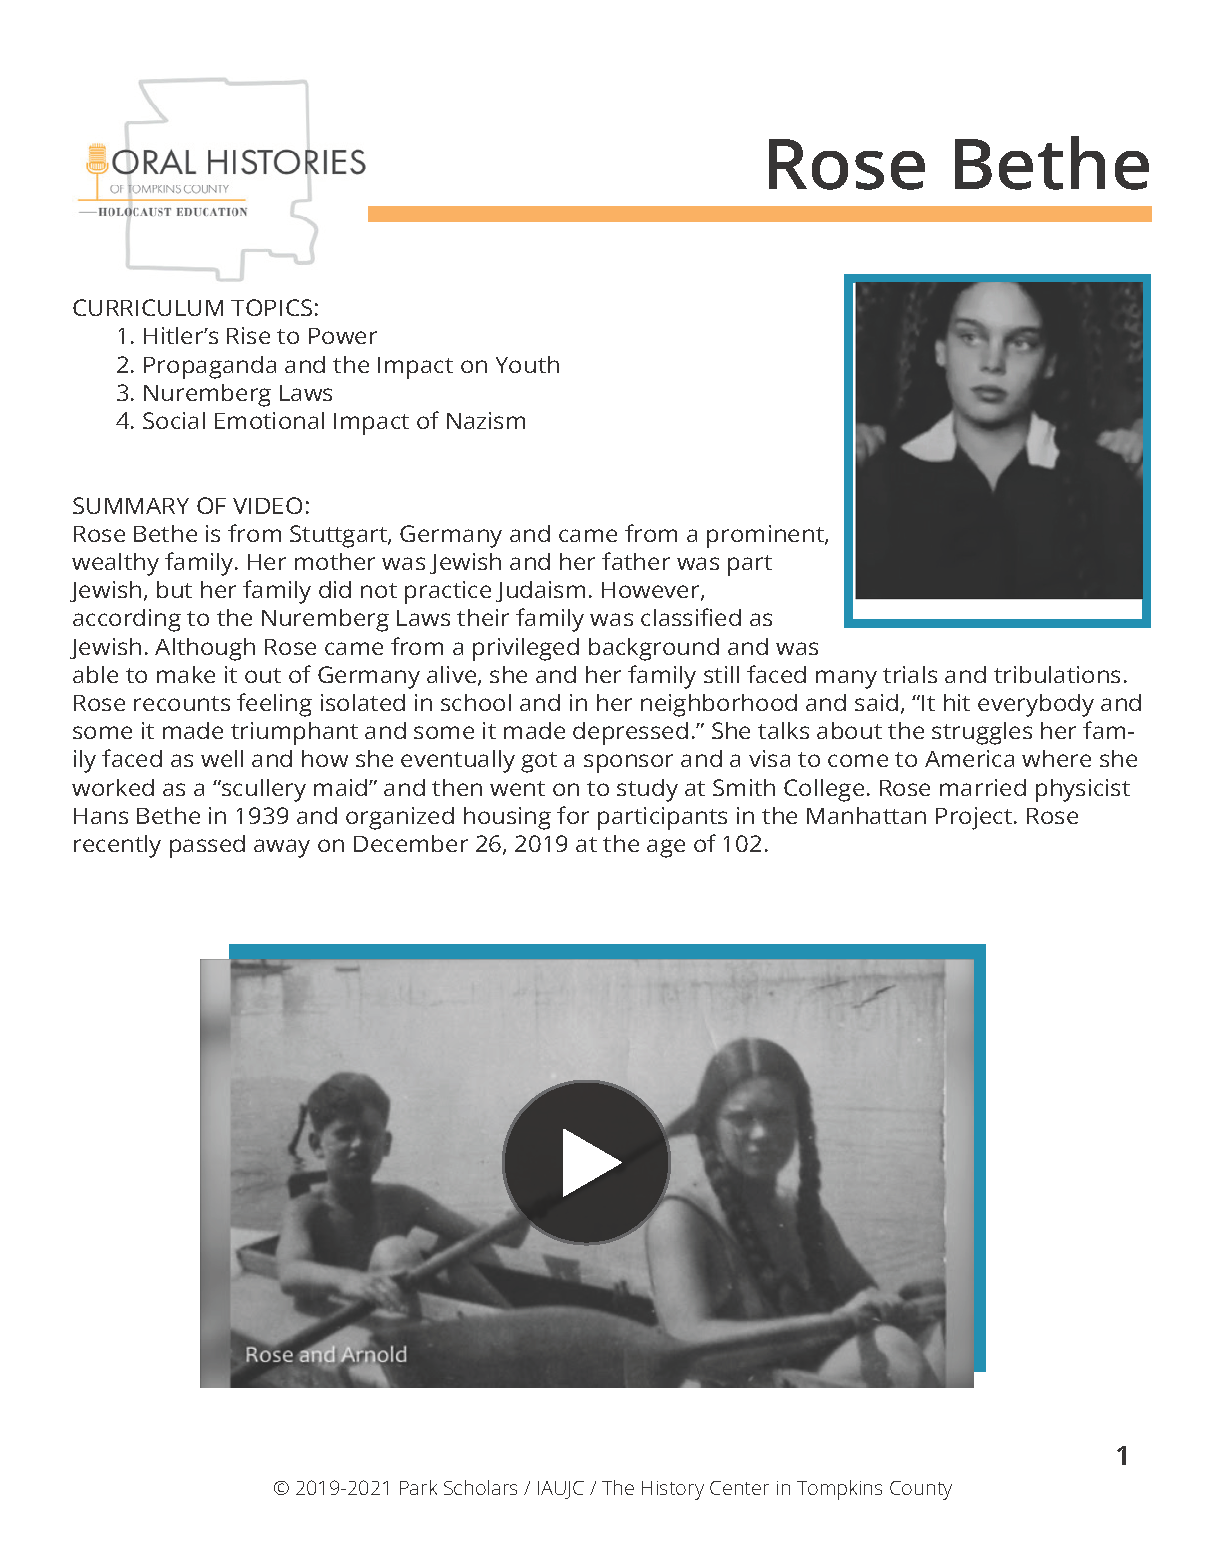 ORAL HISTORIES
OF TOMPKINS COUNTY
HOLOCAUST EDUCATION
Rose Bethe
CURRICULUM TOPICS:
1. Hitler’s Rise to Power
2. Propaganda and the Impact on Youth
3. Nuremberg Laws
4. Social Emotional Impact of Nazism
SUMMARY OF VIDEO:
Rose Bethe is from Stuttgart, Germany and came from a prominent,
wealthy family. Her mother was Jewish and her father was part
Jewish, but her family did not practice Judaism. However,
according to the Nuremberg Laws their family was classified as
Jewish. Although Rose came from a privileged background and was
able to make it out of Germany alive, she and her family still faced many trials and tribulations.
Rose recounts feeling isolated in school and in her neighborhood and said, “It hit everybody and
some it made triumphant and some it made depressed.” She talks about the struggles her fam-
ily faced as well and how she eventually got a sponsor and a visa to come to America where she
worked as a “scullery maid” and then went on to study at Smith College. Rose married physicist
Hans Bethe in 1939 and organized housing for participants in the Manhattan Project. Rose
recently passed away on December 26, 2019 at the age of 102.
Rose and Arnold
1
© 2019-2021 Park Scholars / IAUJC / The History Center in Tompkins County